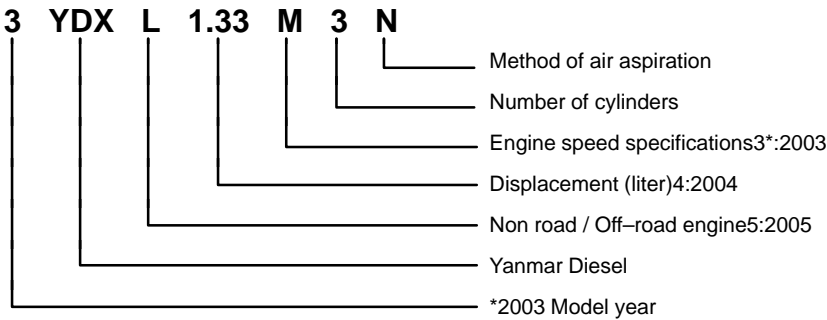 3 YDX L 1.33 M 3 N
Method of air aspiration
Number of cylinders
Engine speed specifications3*:2003
Displacement (liter)4:2004
Non road / Off–road engine5:2005
Yanmar Diesel
*2003 Model year